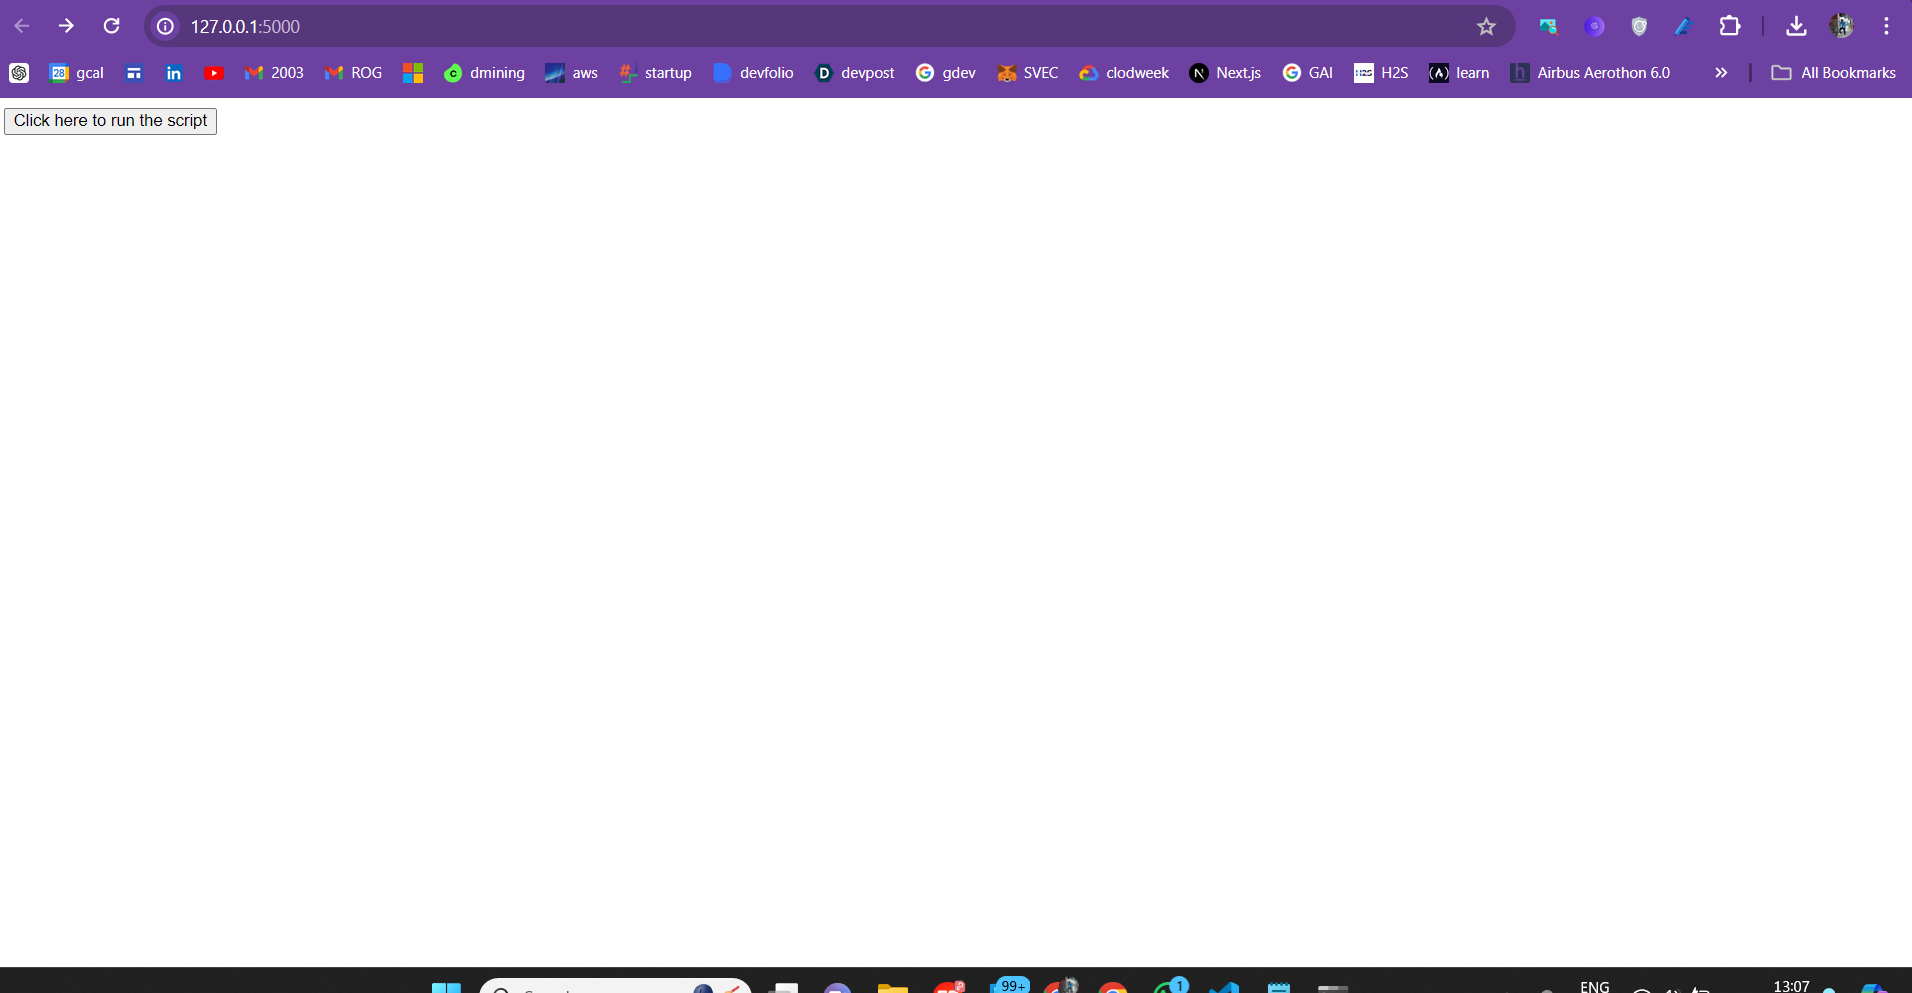 127.0.0.1:5000
28 gcal 2003 ROG dmining aws startup devfolio D devpost gdev SVEC clodweek N Next.js GAI H2S H2S learn h Airbus Aerothon 6.0 All Bookmarks
Click here to run the script
99+ 1 ENG 13:07